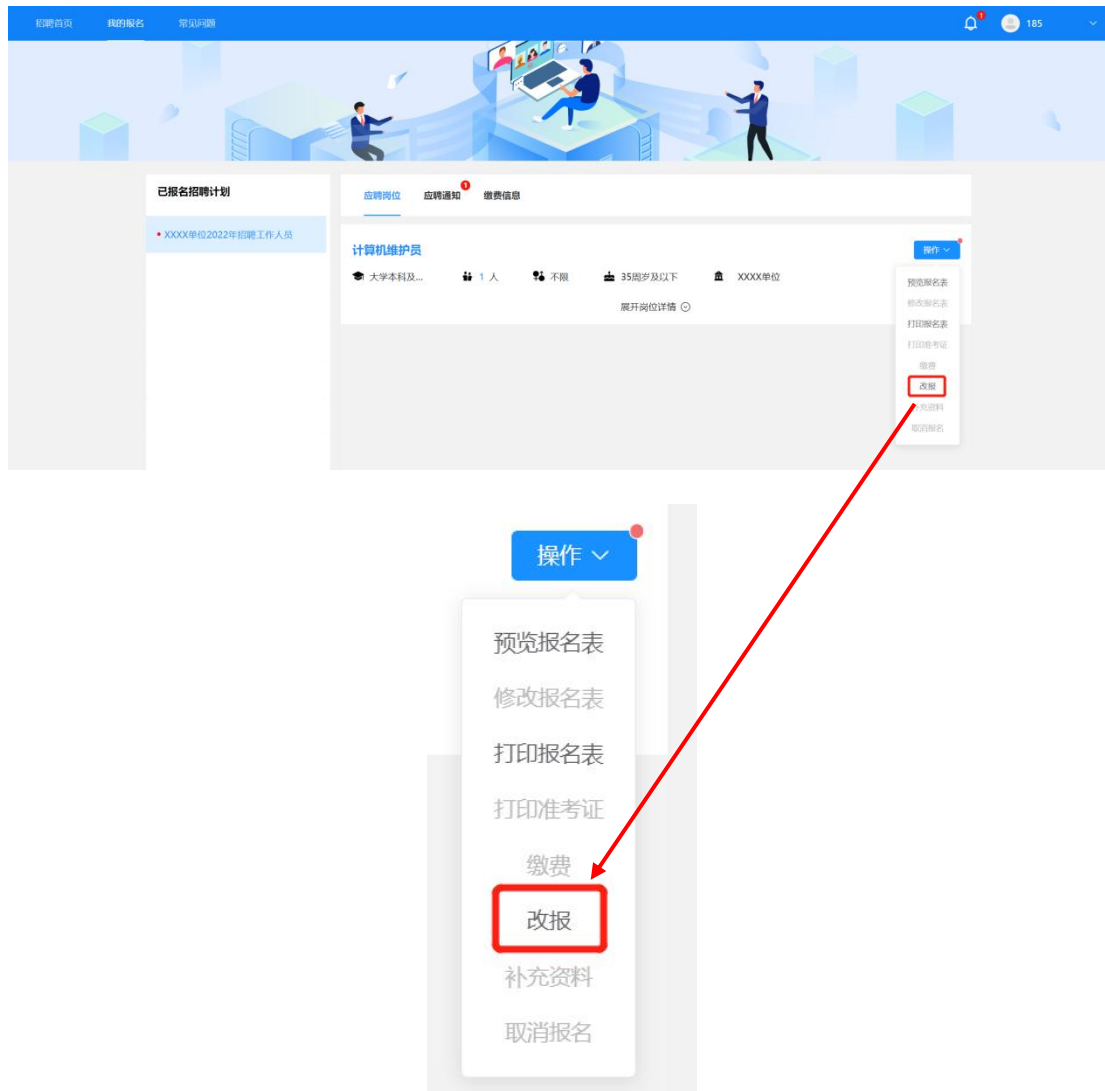 招聘首页 我的报名 常见问题 1 185
已报名招聘计划
应聘岗位 应聘通知 1 缴费信息
• XXXX单位2022年招聘工作人员
计算机维护员
操作
大学本科及... 1 人 不限 35周岁及以下 XXXX单位
展开岗位详情
预览报名表
修改报名表
打印报名表
打印准考证
缴费
改报
补充资料
取消报名
操作
预览报名表
修改报名表
打印报名表
打印准考证
缴费
改报
补充资料
取消报名